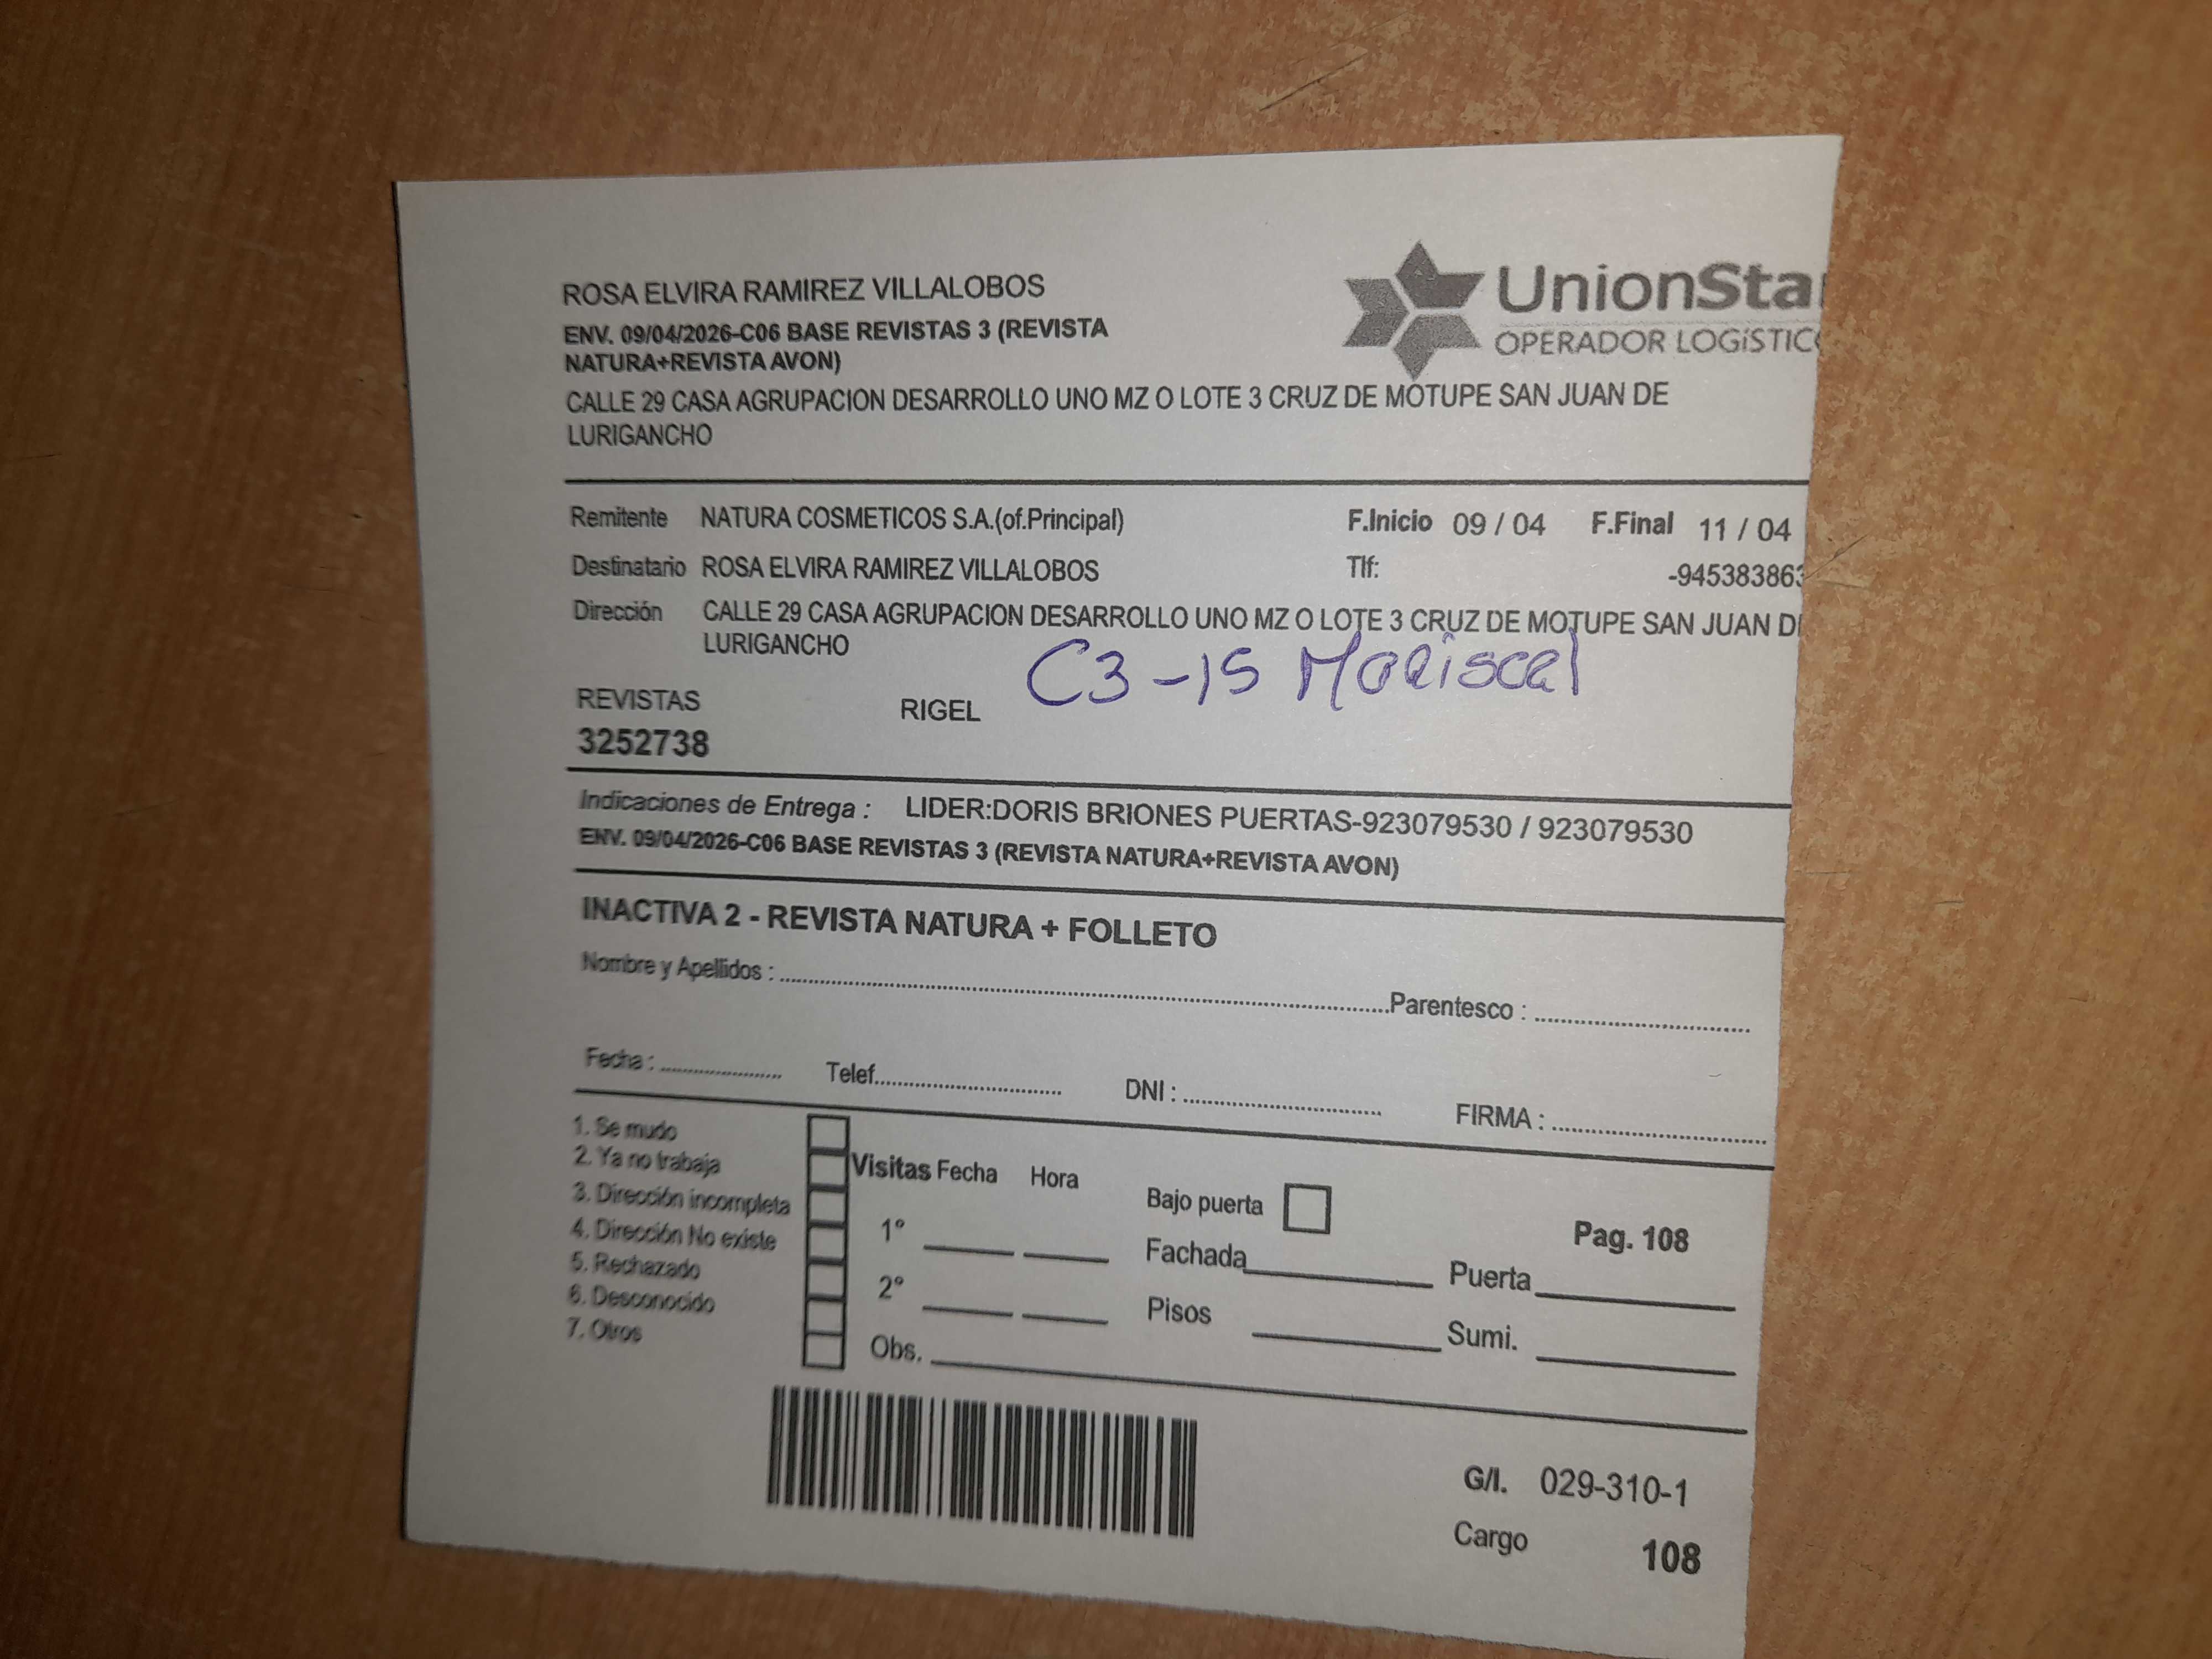 ROSA ELVIRA RAMIREZ VILLALOBOS
ENV. 09/04/2026-C06 BASE REVISTAS 3 (REVISTA
NATURA+REVISTA AVON)
UnionSta
OPERADOR LOGíSTIC
CALLE 29 CASA AGRUPACION DESARROLLO UNO MZ O LOTE 3 CRUZ DE MOTUPE SAN JUAN DE
LURIGANCHO
Remitente NATURA COSMETICOS S.A.(of.Principal) F.Inicio 09 / 04 F.Final 11 / 04
Destinatario ROSA ELVIRA RAMIREZ VILLALOBOS Tlf: -945383863
Dirección CALLE 29 CASA AGRUPACION DESARROLLO UNO MZ O LOTE 3 CRUZ DE MOTUPE SAN JUAN D
LURIGANCHO
C3-15 Mariscal
REVISTAS RIGEL
3252738
Indicaciones de Entrega : LIDER:DORIS BRIONES PUERTAS-923079530 / 923079530
ENV. 09/04/2026-C06 BASE REVISTAS 3 (REVISTA NATURA+REVISTA AVON)
INACTIVA 2 - REVISTA NATURA + FOLLETO
Nombre y Apellidos : Parentesco :
Fecha : Telef. DNI : FIRMA :
1. Se mudo
2. Ya no trabaja
3. Dirección incompleta
4. Dirección No existe
5. Rechazado
6. Desconocido
7. Otros
Visitas Fecha Hora
1º
2º
Obs.
Bajo puerta
Fachada Puerta
Pisos Sumi.
Pag. 108
G/I. 029-310-1
Cargo 108